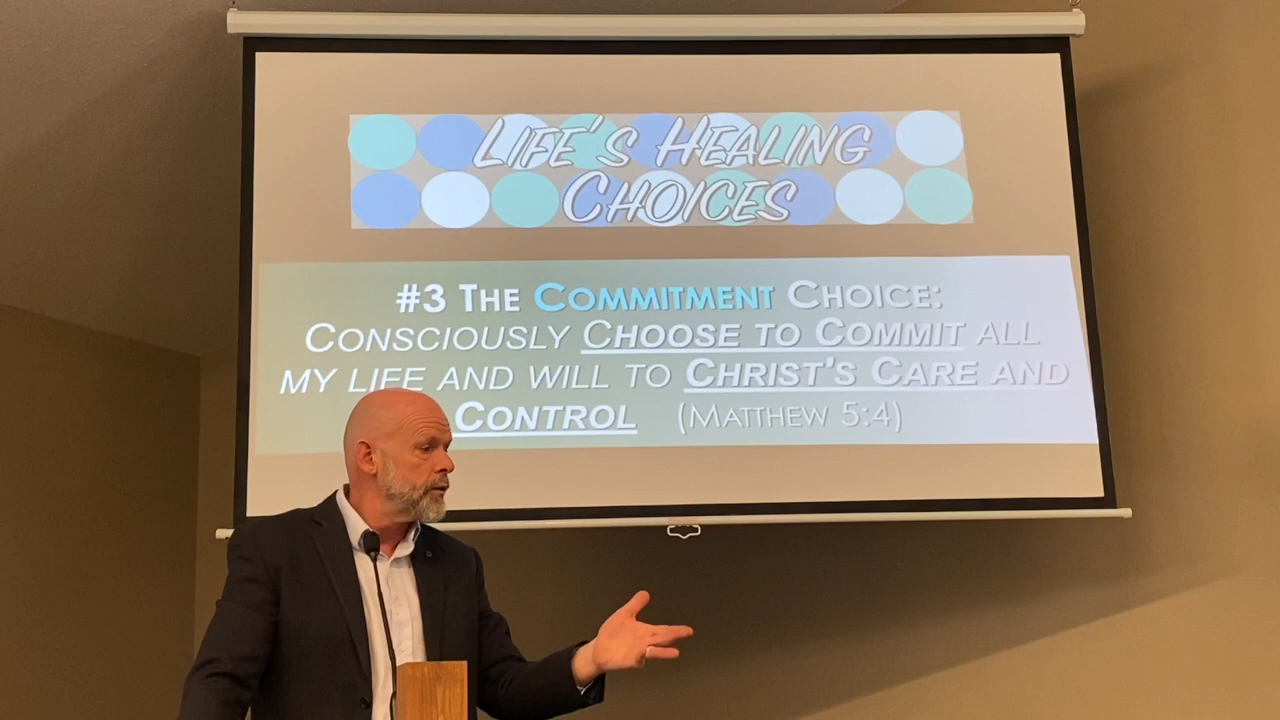 LIFE'S HEALING
CHOICES
#3 THE COMMITMENT CHOICE:
CONSCIOUSLY CHOOSE TO COMMIT ALL
MY LIFE AND WILL TO CHRIST'S CARE AND
CONTROL (MATTHEW 5:4)